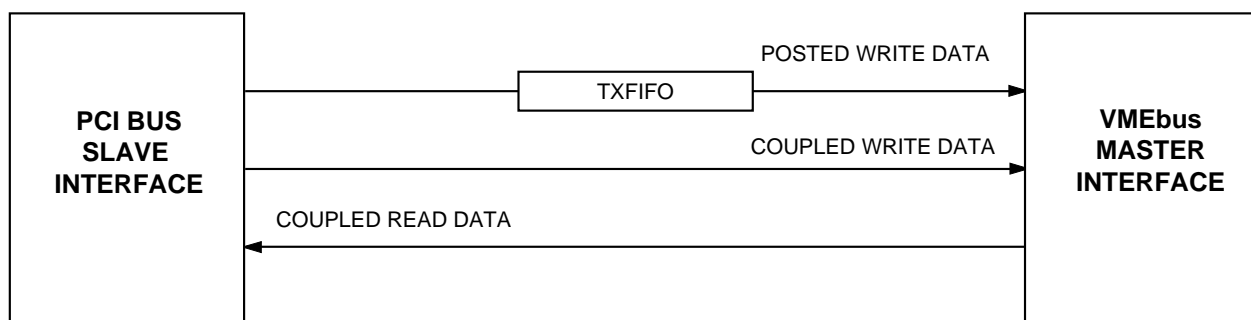 POSTED WRITE DATA
TXFIFO
PCI BUS
SLAVE
INTERFACE
VMEbus
MASTER
INTERFACE
COUPLED WRITE DATA
COUPLED READ DATA